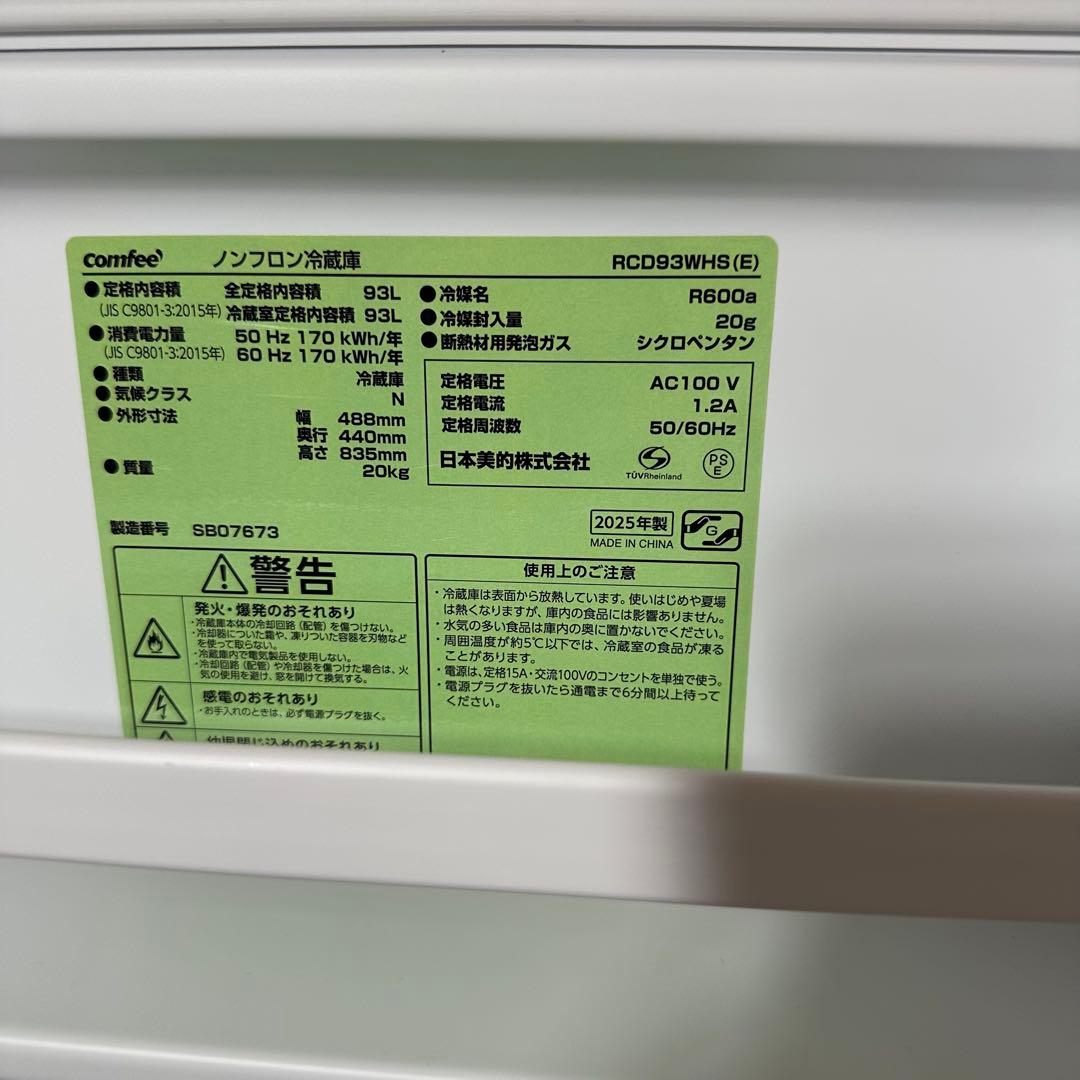 comfee' ノンフロン冷蔵庫 RCD93WHS(E)
●定格内容積 全定格内容積 93L
(JIS C9801-3:2015年) 冷蔵室定格内容積 93L
●消費電力量 50 Hz 170 kWh/年
(JIS C9801-3:2015年) 60 Hz 170 kWh/年
●種類 冷蔵庫
●気候クラス N
●外形寸法 幅 488mm
奥行 440mm
高さ 835mm
●質量 20kg
●冷媒名 R600a
●冷媒封入量 20g
●断熱材用発泡ガス シクロペンタン
定格電圧 AC100 V
定格電流 1.2A
定格周波数 50/60Hz
日本美的株式会社 TÜVRheinland PS E
製造番号 SB07673
2025年製
MADE IN CHINA
G
警告
発火・爆発のおそれあり
・冷蔵庫本体の冷却回路(配管)を傷つけない。
・冷却器についた霜や、凍りついた容器を刃物など
を使って取らない。
・冷蔵庫内で電気製品を使用しない。
・冷却回路(配管)や冷却器を傷つけた場合は、火
気の使用を避け、窓を開けて換気する。
感電のおそれあり
・お手入れのときは、必ず電源プラグを抜く。
幼児閉じ込めのおそれあり
使用上のご注意
・冷蔵庫は表面から放熱しています。使いはじめや夏場
は熱くなりますが、庫内の食品には影響ありません。
・水気の多い食品は庫内の奥に置かないでください。
・周囲温度が約5℃以下では、冷蔵室の食品が凍る
ことがあります。
・電源は、定格15A・交流100Vのコンセントを単独で使う。
・電源プラグを抜いたら通電まで6分間以上待って
ください。